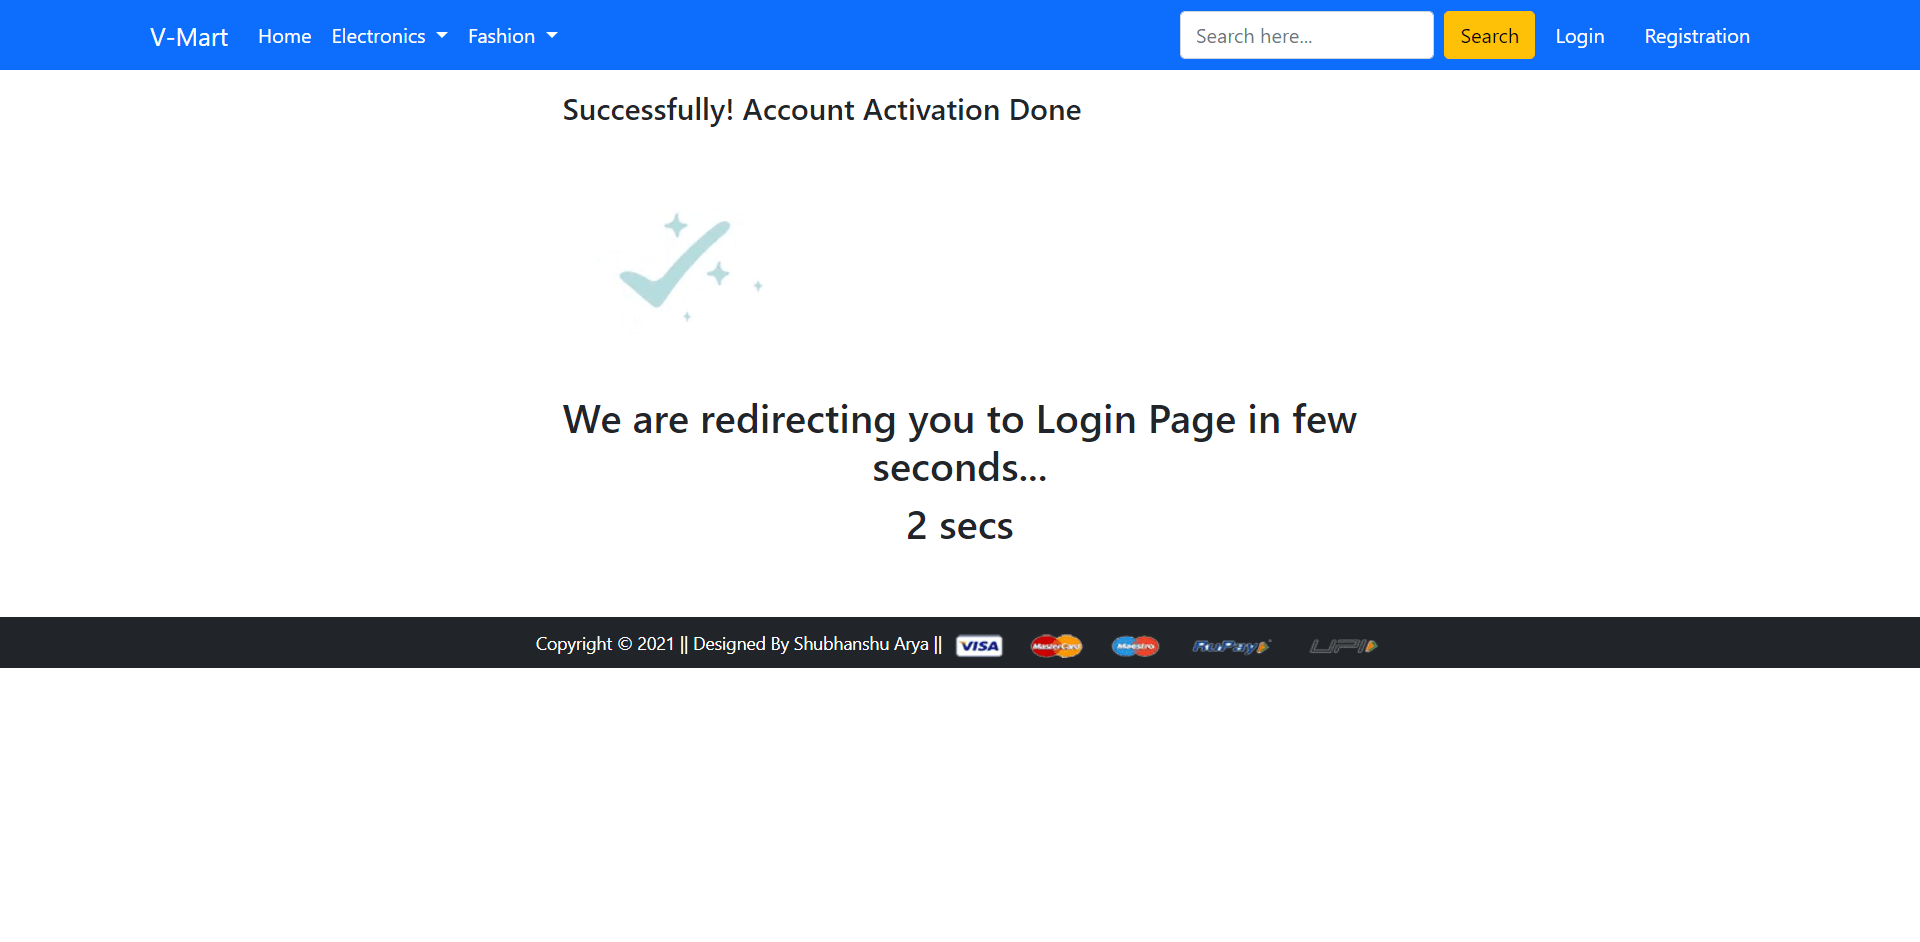 V-Mart Home Electronics Fashion Search here... Search Login Registration
Successfully! Account Activation Done
We are redirecting you to Login Page in few
seconds...
2 secs
Copyright © 2021 || Designed By Shubhanshu Arya || VISA MasterCard Maestro RuPay UPI